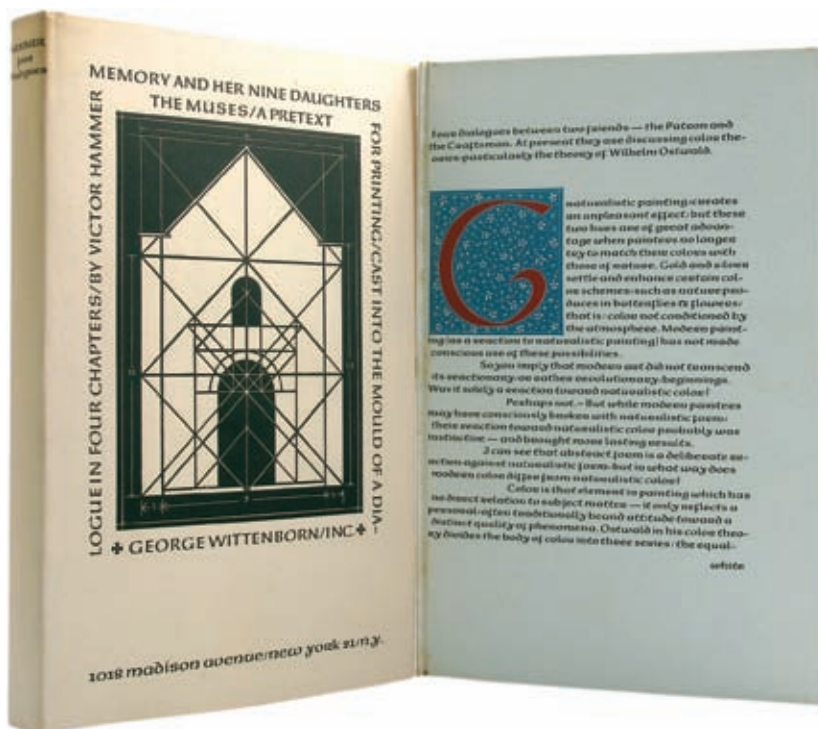 HAMMER
four
dialogues
MEMORY AND HER NINE DAUGHTERS
THE MUSES/A PRETEXT
FOR PRINTING/CAST INTO THE MOULD OF A DIA-
LOGUE IN FOUR CHAPTERS/BY VICTOR HAMMER
✤ GEORGE WITTENBORN/INC ✤
1018 madison avenue/new york 21/n.y.
Four dialogues between two friends — the Patron and
the Craftsman. At present they are discussing color the-
ories particularly the theory of Wilhelm Ostwald.
G
naturalistic painting creates
an unpleasant effect; but these
two hues are of great advan-
tage when painters no longer
try to match these colors with
those of nature. Gold and silver
settle and enhance certain col-
or schemes/such as nature pro-
duces in butterflies & flowers/
that is/color not conditioned by
the atmosphere. Modern paint-
ing (as a reaction to naturalistic painting) has not made
conscious use of these possibilities.
So you imply that modern art did not transcend
its reactionary/or rather revolutionary/beginnings.
Was it solely a reaction toward naturalistic color?
Perhaps not. – But while modern painters
may have consciously broken with naturalistic form/
their reaction toward naturalistic color probably was
instinctive — and brought more lasting results.
I can see that abstract form is a deliberate re-
action against naturalistic form/but in what way does
modern color differ from naturalistic color?
Color is that element in painting which has
no direct relation to subject matter — it only reflects a
personal/often traditionally bound attitude toward a
distinct quality of phenomena. Ostwald in his color theo-
ry divides the body of color into three series: the equal-
white